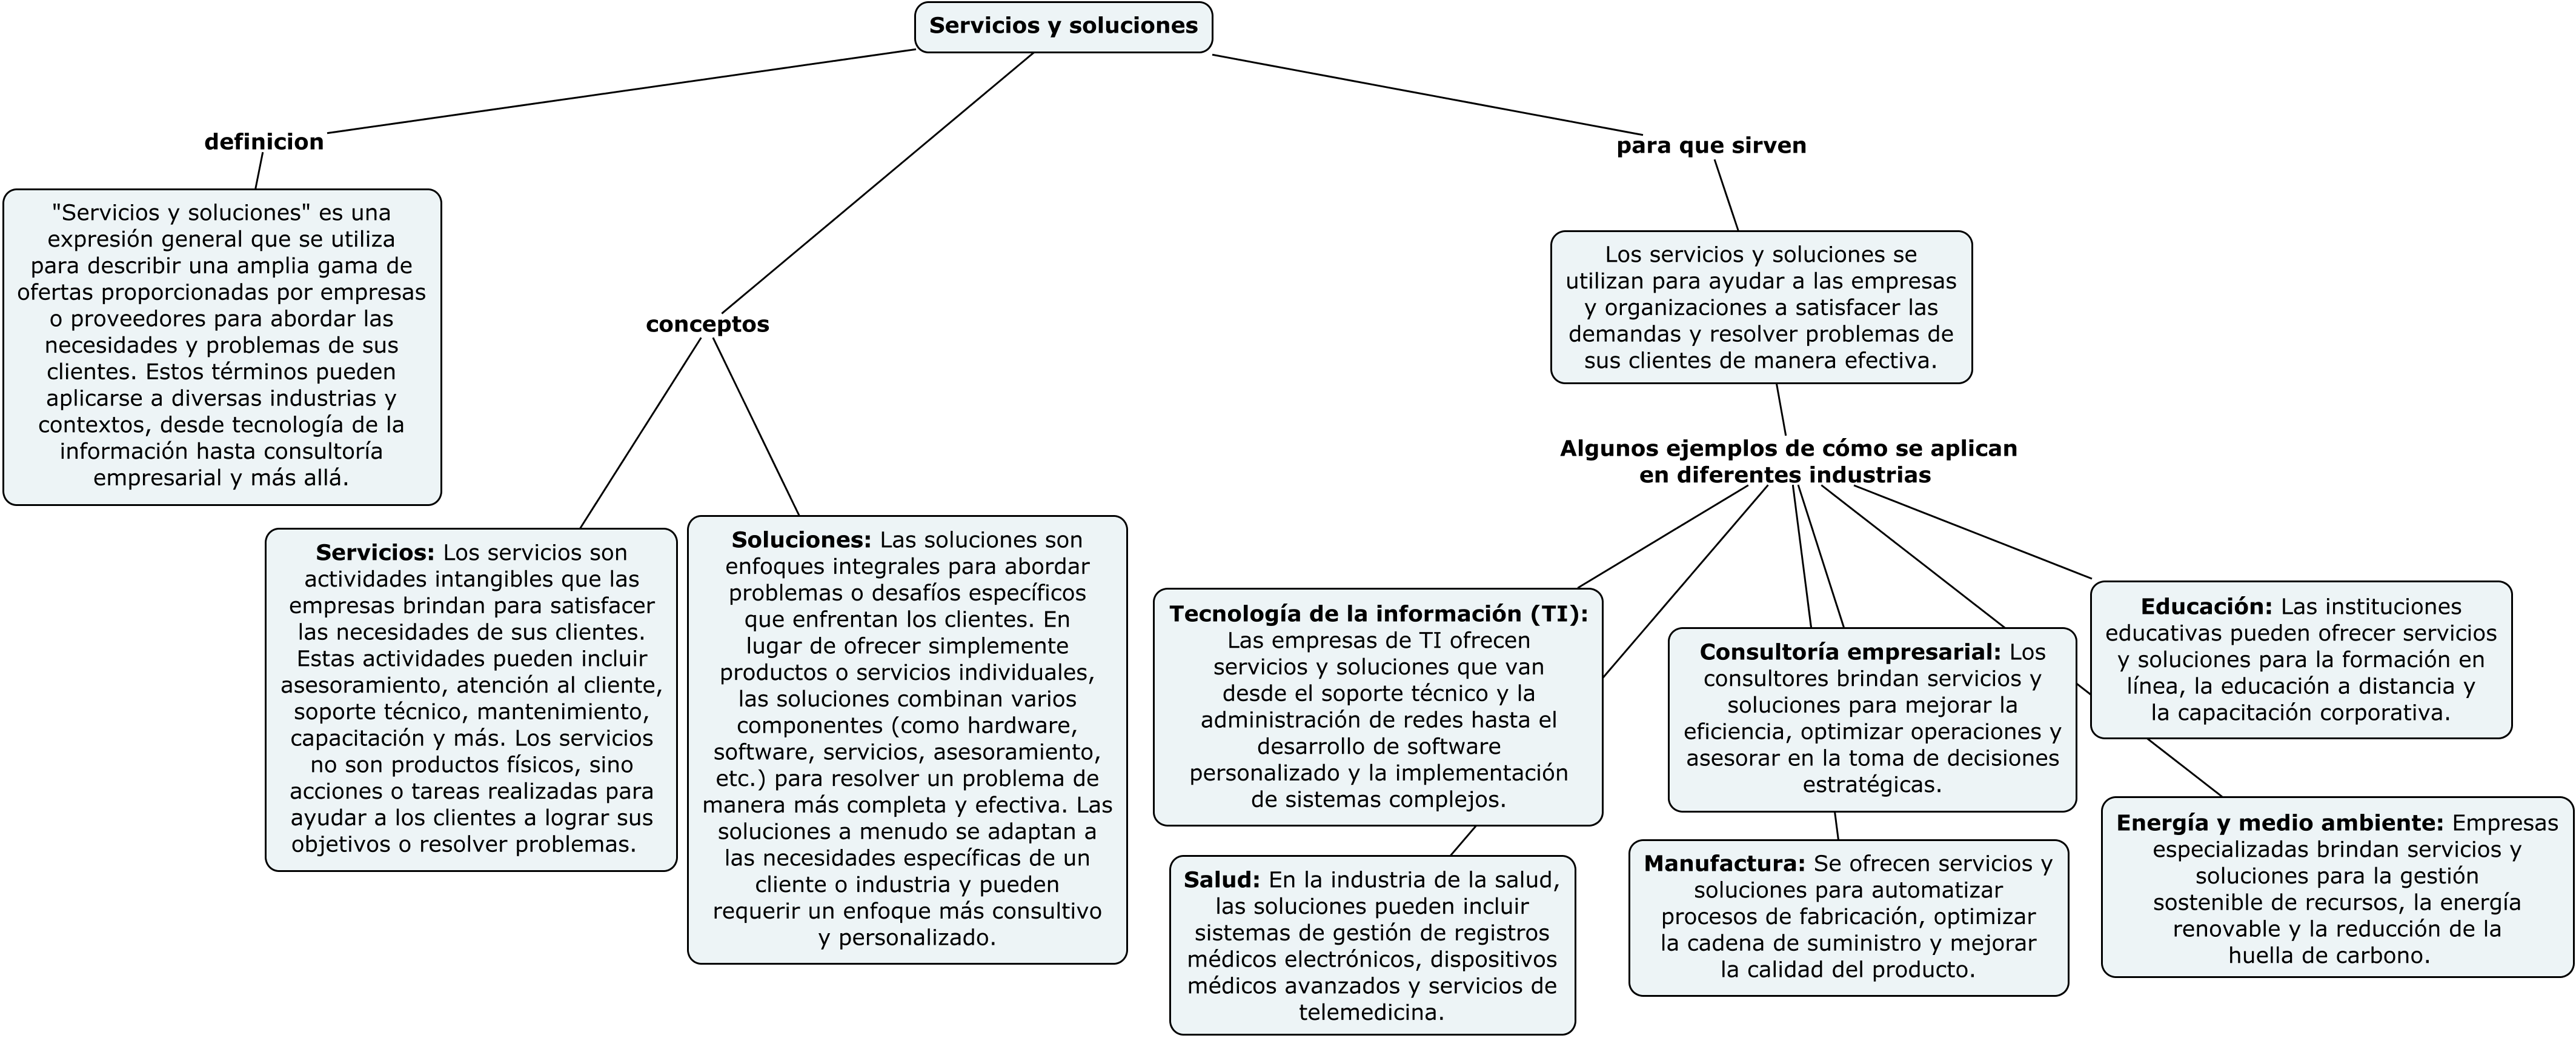 Servicios y soluciones
definicion
"Servicios y soluciones" es una
expresión general que se utiliza
para describir una amplia gama de
ofertas proporcionadas por empresas
o proveedores para abordar las
necesidades y problemas de sus
clientes. Estos términos pueden
aplicarse a diversas industrias y
contextos, desde tecnología de la
información hasta consultoría
empresarial y más allá.
conceptos
Servicios: Los servicios son
actividades intangibles que las
empresas brindan para satisfacer
las necesidades de sus clientes.
Estas actividades pueden incluir
asesoramiento, atención al cliente,
soporte técnico, mantenimiento,
capacitación y más. Los servicios
no son productos físicos, sino
acciones o tareas realizadas para
ayudar a los clientes a lograr sus
objetivos o resolver problemas.
Soluciones: Las soluciones son
enfoques integrales para abordar
problemas o desafíos específicos
que enfrentan los clientes. En
lugar de ofrecer simplemente
productos o servicios individuales,
las soluciones combinan varios
componentes (como hardware,
software, servicios, asesoramiento,
etc.) para resolver un problema de
manera más completa y efectiva. Las
soluciones a menudo se adaptan a
las necesidades específicas de un
cliente o industria y pueden
requerir un enfoque más consultivo
y personalizado.
para que sirven
Los servicios y soluciones se
utilizan para ayudar a las empresas
y organizaciones a satisfacer las
demandas y resolver problemas de
sus clientes de manera efectiva.
Algunos ejemplos de cómo se aplican
en diferentes industrias
Tecnología de la información (TI):
Las empresas de TI ofrecen
servicios y soluciones que van
desde el soporte técnico y la
administración de redes hasta el
desarrollo de software
personalizado y la implementación
de sistemas complejos.
Salud: En la industria de la salud,
las soluciones pueden incluir
sistemas de gestión de registros
médicos electrónicos, dispositivos
médicos avanzados y servicios de
telemedicina.
Consultoría empresarial: Los
consultores brindan servicios y
soluciones para mejorar la
eficiencia, optimizar operaciones y
asesorar en la toma de decisiones
estratégicas.
Manufactura: Se ofrecen servicios y
soluciones para automatizar
procesos de fabricación, optimizar
la cadena de suministro y mejorar
la calidad del producto.
Educación: Las instituciones
educativas pueden ofrecer servicios
y soluciones para la formación en
línea, la educación a distancia y
la capacitación corporativa.
Energía y medio ambiente: Empresas
especializadas brindan servicios y
soluciones para la gestión
sostenible de recursos, la energía
renovable y la reducción de la
huella de carbono.